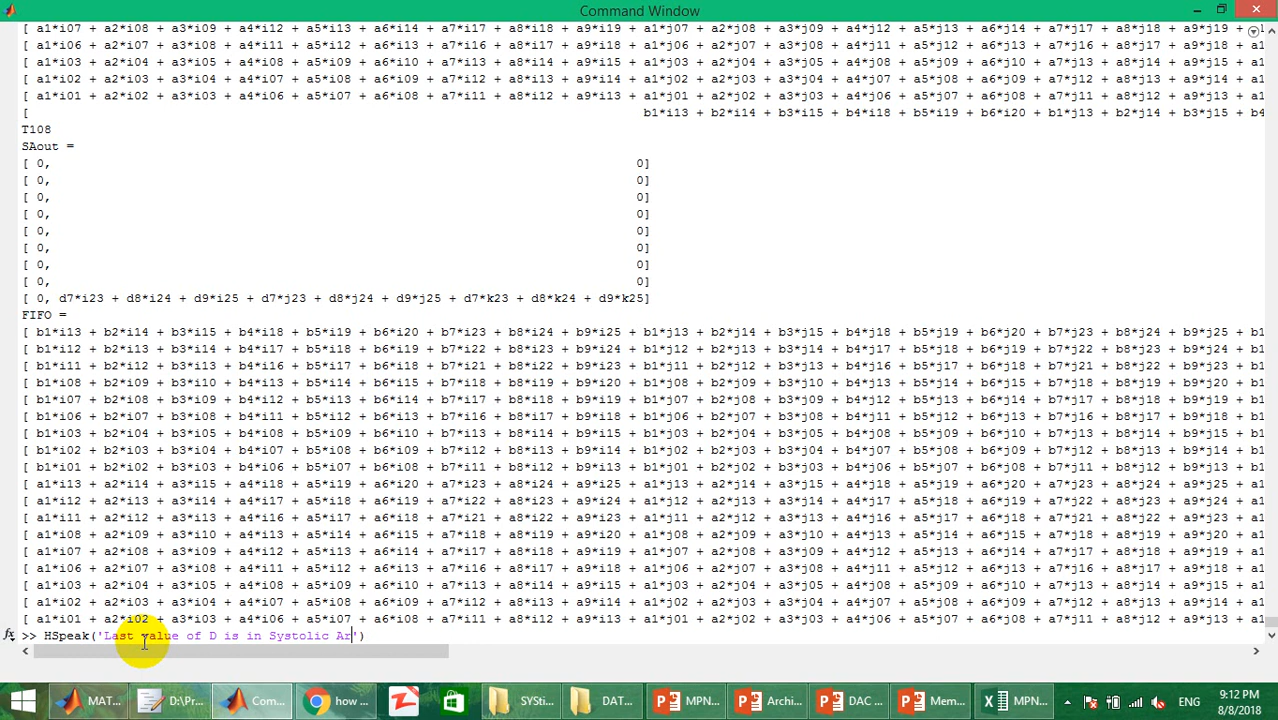 Command Window
[ a1*i07 + a2*i08 + a3*i09 + a4*i12 + a5*i13 + a6*i14 + a7*i17 + a8*i18 + a9*i19 + a1*j07 + a2*j08 + a3*j09 + a4*j12 + a5*j13 + a6*j14 + a7*j17 + a8*j18 + a9*j19 +
[ a1*i06 + a2*i07 + a3*i08 + a4*i11 + a5*i12 + a6*i13 + a7*i16 + a8*i17 + a9*i18 + a1*j06 + a2*j07 + a3*j08 + a4*j11 + a5*j12 + a6*j13 + a7*j16 + a8*j17 + a9*j18 + a1
[ a1*i03 + a2*i04 + a3*i05 + a4*i08 + a5*i09 + a6*i10 + a7*i13 + a8*i14 + a9*i15 + a1*j03 + a2*j04 + a3*j05 + a4*j08 + a5*j09 + a6*j10 + a7*j13 + a8*j14 + a9*j15 + a1
[ a1*i02 + a2*i03 + a3*i04 + a4*i07 + a5*i08 + a6*i09 + a7*i12 + a8*i13 + a9*i14 + a1*j02 + a2*j03 + a3*j04 + a4*j07 + a5*j08 + a6*j09 + a7*j12 + a8*j13 + a9*j14 + a1
[ a1*i01 + a2*i02 + a3*i03 + a4*i06 + a5*i07 + a6*i08 + a7*i11 + a8*i12 + a9*i13 + a1*j01 + a2*j02 + a3*j03 + a4*j06 + a5*j07 + a6*j08 + a7*j11 + a8*j12 + a9*j13 + a1
[ b1*i13 + b2*i14 + b3*i15 + b4*i18 + b5*i19 + b6*i20 + b1*j13 + b2*j14 + b3*j15 + b4
T108
SAout =
[ 0, 0]
[ 0, 0]
[ 0, 0]
[ 0, 0]
[ 0, 0]
[ 0, 0]
[ 0, 0]
[ 0, 0]
[ 0, d7*i23 + d8*i24 + d9*i25 + d7*j23 + d8*j24 + d9*j25 + d7*k23 + d8*k24 + d9*k25]
FIFO =
[ b1*i13 + b2*i14 + b3*i15 + b4*i18 + b5*i19 + b6*i20 + b7*i23 + b8*i24 + b9*i25 + b1*j13 + b2*j14 + b3*j15 + b4*j18 + b5*j19 + b6*j20 + b7*j23 + b8*j24 + b9*j25 + b1
[ b1*i12 + b2*i13 + b3*i14 + b4*i17 + b5*i18 + b6*i19 + b7*i22 + b8*i23 + b9*i24 + b1*j12 + b2*j13 + b3*j14 + b4*j17 + b5*j18 + b6*j19 + b7*j22 + b8*j23 + b9*j24 + b1
[ b1*i11 + b2*i12 + b3*i13 + b4*i16 + b5*i17 + b6*i18 + b7*i21 + b8*i22 + b9*i23 + b1*j11 + b2*j12 + b3*j13 + b4*j16 + b5*j17 + b6*j18 + b7*j21 + b8*j22 + b9*j23 + b1
[ b1*i08 + b2*i09 + b3*i10 + b4*i13 + b5*i14 + b6*i15 + b7*i18 + b8*i19 + b9*i20 + b1*j08 + b2*j09 + b3*j10 + b4*j13 + b5*j14 + b6*j15 + b7*j18 + b8*j19 + b9*j20 + b1
[ b1*i07 + b2*i08 + b3*i09 + b4*i12 + b5*i13 + b6*i14 + b7*i17 + b8*i18 + b9*i19 + b1*j07 + b2*j08 + b3*j09 + b4*j12 + b5*j13 + b6*j14 + b7*j17 + b8*j18 + b9*j19 + b1
[ b1*i06 + b2*i07 + b3*i08 + b4*i11 + b5*i12 + b6*i13 + b7*i16 + b8*i17 + b9*i18 + b1*j06 + b2*j07 + b3*j08 + b4*j11 + b5*j12 + b6*j13 + b7*j16 + b8*j17 + b9*j18 + b1
[ b1*i03 + b2*i04 + b3*i05 + b4*i08 + b5*i09 + b6*i10 + b7*i13 + b8*i14 + b9*i15 + b1*j03 + b2*j04 + b3*j05 + b4*j08 + b5*j09 + b6*j10 + b7*j13 + b8*j14 + b9*j15 + b1
[ b1*i02 + b2*i03 + b3*i04 + b4*i07 + b5*i08 + b6*i09 + b7*i12 + b8*i13 + b9*i14 + b1*j02 + b2*j03 + b3*j04 + b4*j07 + b5*j08 + b6*j09 + b7*j12 + b8*j13 + b9*j14 + b1
[ b1*i01 + b2*i02 + b3*i03 + b4*i06 + b5*i07 + b6*i08 + b7*i11 + b8*i12 + b9*i13 + b1*j01 + b2*j02 + b3*j03 + b4*j06 + b5*j07 + b6*j08 + b7*j11 + b8*j12 + b9*j13 + b1
[ a1*i13 + a2*i14 + a3*i15 + a4*i18 + a5*i19 + a6*i20 + a7*i23 + a8*i24 + a9*i25 + a1*j13 + a2*j14 + a3*j15 + a4*j18 + a5*j19 + a6*j20 + a7*j23 + a8*j24 + a9*j25 + a1
[ a1*i12 + a2*i13 + a3*i14 + a4*i17 + a5*i18 + a6*i19 + a7*i22 + a8*i23 + a9*i24 + a1*j12 + a2*j13 + a3*j14 + a4*j17 + a5*j18 + a6*j19 + a7*j22 + a8*j23 + a9*j24 + a1
[ a1*i11 + a2*i12 + a3*i13 + a4*i16 + a5*i17 + a6*i18 + a7*i21 + a8*i22 + a9*i23 + a1*j11 + a2*j12 + a3*j13 + a4*j16 + a5*j17 + a6*j18 + a7*j21 + a8*j22 + a9*j23 + a1
[ a1*i08 + a2*i09 + a3*i10 + a4*i13 + a5*i14 + a6*i15 + a7*i18 + a8*i19 + a9*i20 + a1*j08 + a2*j09 + a3*j10 + a4*j13 + a5*j14 + a6*j15 + a7*j18 + a8*j19 + a9*j20 + a1
[ a1*i07 + a2*i08 + a3*i09 + a4*i12 + a5*i13 + a6*i14 + a7*i17 + a8*i18 + a9*i19 + a1*j07 + a2*j08 + a3*j09 + a4*j12 + a5*j13 + a6*j14 + a7*j17 + a8*j18 + a9*j19 + a1
[ a1*i06 + a2*i07 + a3*i08 + a4*i11 + a5*i12 + a6*i13 + a7*i16 + a8*i17 + a9*i18 + a1*j06 + a2*j07 + a3*j08 + a4*j11 + a5*j12 + a6*j13 + a7*j16 + a8*j17 + a9*j18 + a1
[ a1*i03 + a2*i04 + a3*i05 + a4*i08 + a5*i09 + a6*i10 + a7*i13 + a8*i14 + a9*i15 + a1*j03 + a2*j04 + a3*j05 + a4*j08 + a5*j09 + a6*j10 + a7*j13 + a8*j14 + a9*j15 + a1
[ a1*i02 + a2*i03 + a3*i04 + a4*i07 + a5*i08 + a6*i09 + a7*i12 + a8*i13 + a9*i14 + a1*j02 + a2*j03 + a3*j04 + a4*j07 + a5*j08 + a6*j09 + a7*j12 + a8*j13 + a9*j14 + a1
[ a1*i01 + a2*i02 + a3*i03 + a4*i06 + a5*i07 + a6*i08 + a7*i11 + a8*i12 + a9*i13 + a1*j01 + a2*j02 + a3*j03 + a4*j06 + a5*j07 + a6*j08 + a7*j11 + a8*j12 + a9*j13 + a1
fx >> HSpeak('Last value of D is in Systolic Ar')
MAT... D:\Pr... Com... how ... SYSti... DAT... MPN... Archi... DAC ... Mem... MPN... ENG 9:12 PM
8/8/2018